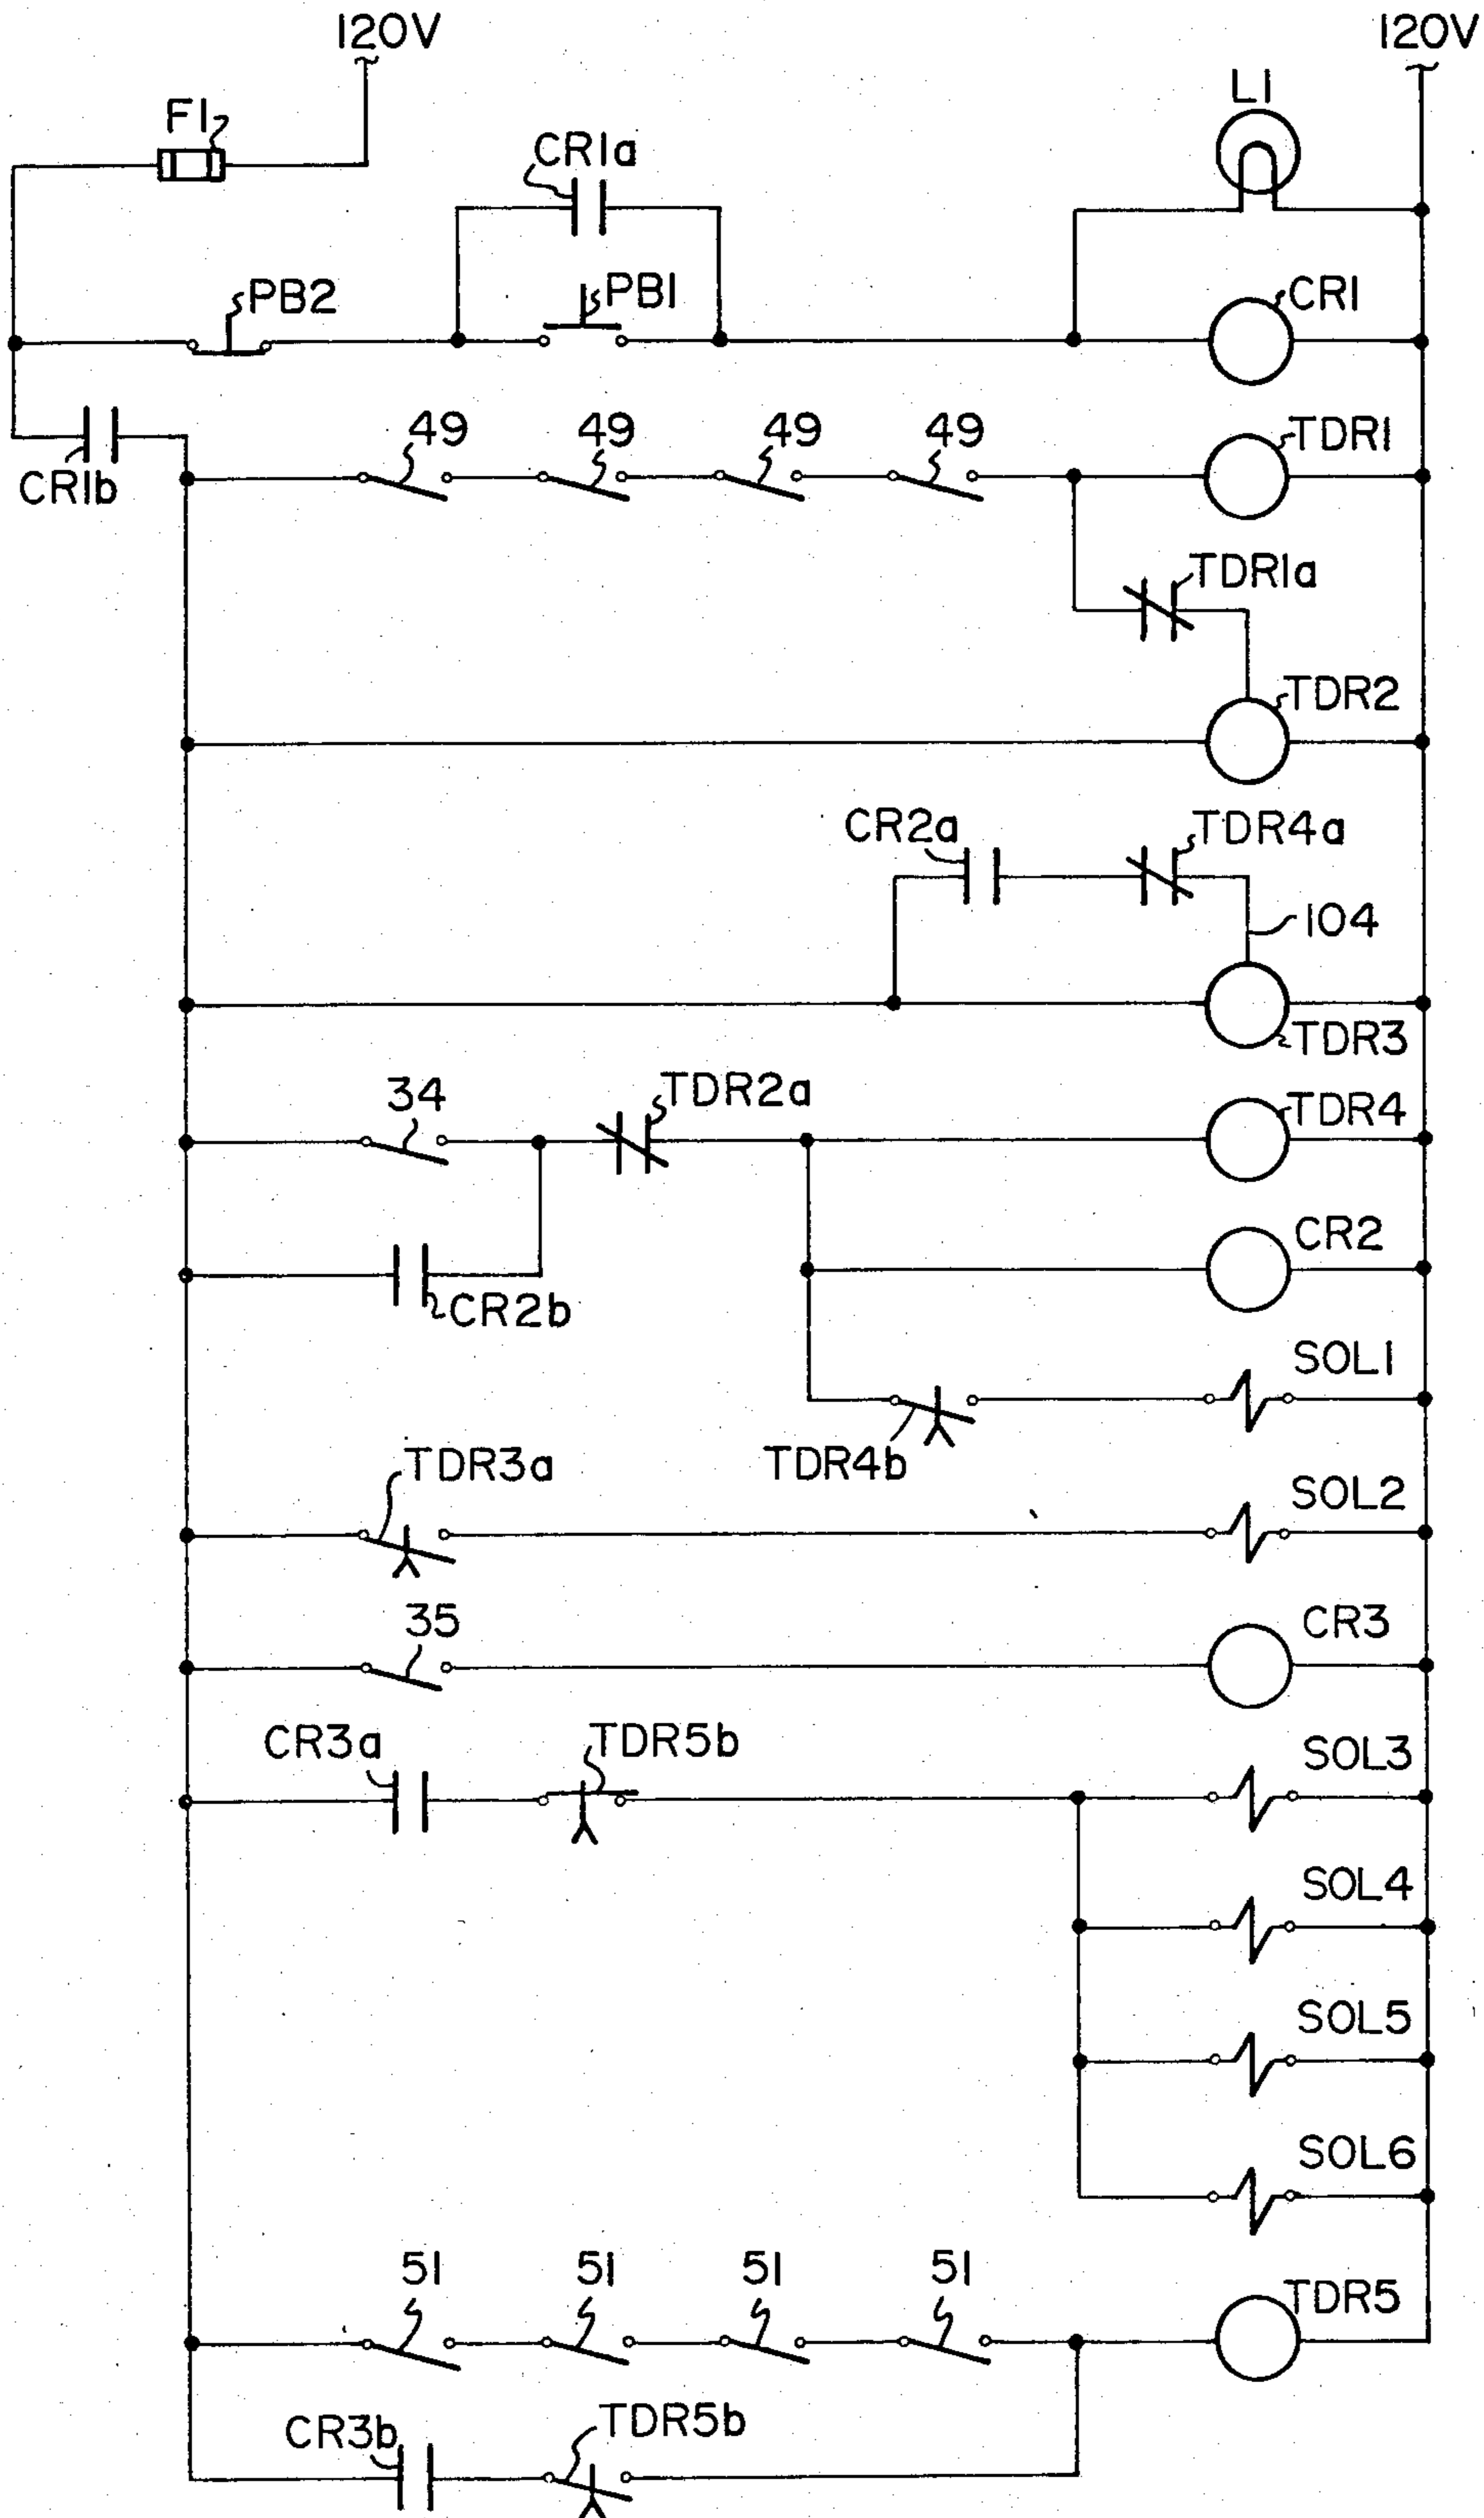 120V
120V
F1
L1
CR1a
PB2
PB1
CR1
49
49
49
49
TDR1
CR1b
TDR1a
TDR2
CR2a
TDR4a
104
TDR3
34
TDR2a
TDR4
CR2
CR2b
SOL1
TDR3a
TDR4b
SOL2
35
CR3
CR3a
TDR5b
SOL3
SOL4
SOL5
SOL6
51
51
51
51
TDR5
CR3b
TDR5b